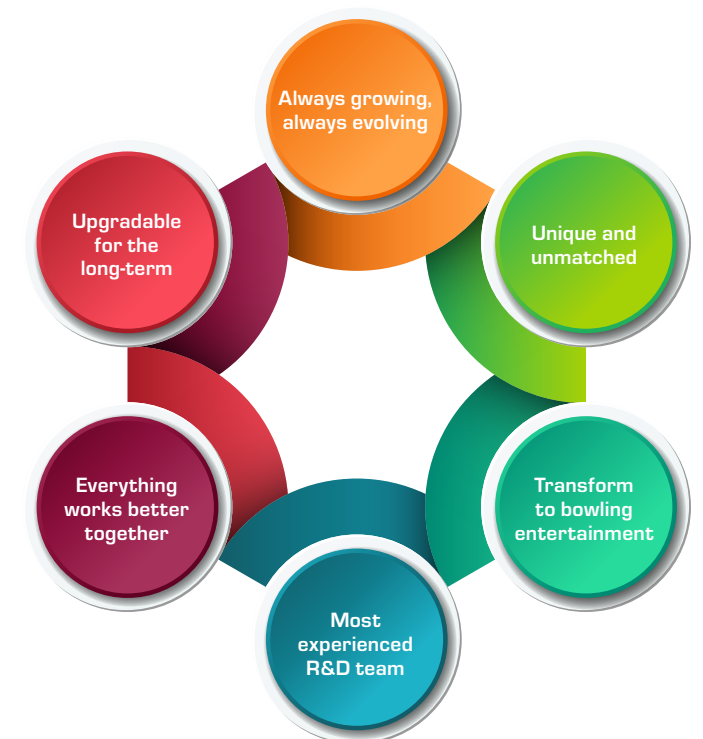 Always growing,
always evolving
Unique and
unmatched
Transform
to bowling
entertainment
Most
experienced
R&D team
Everything
works better
together
Upgradable
for the
long-term